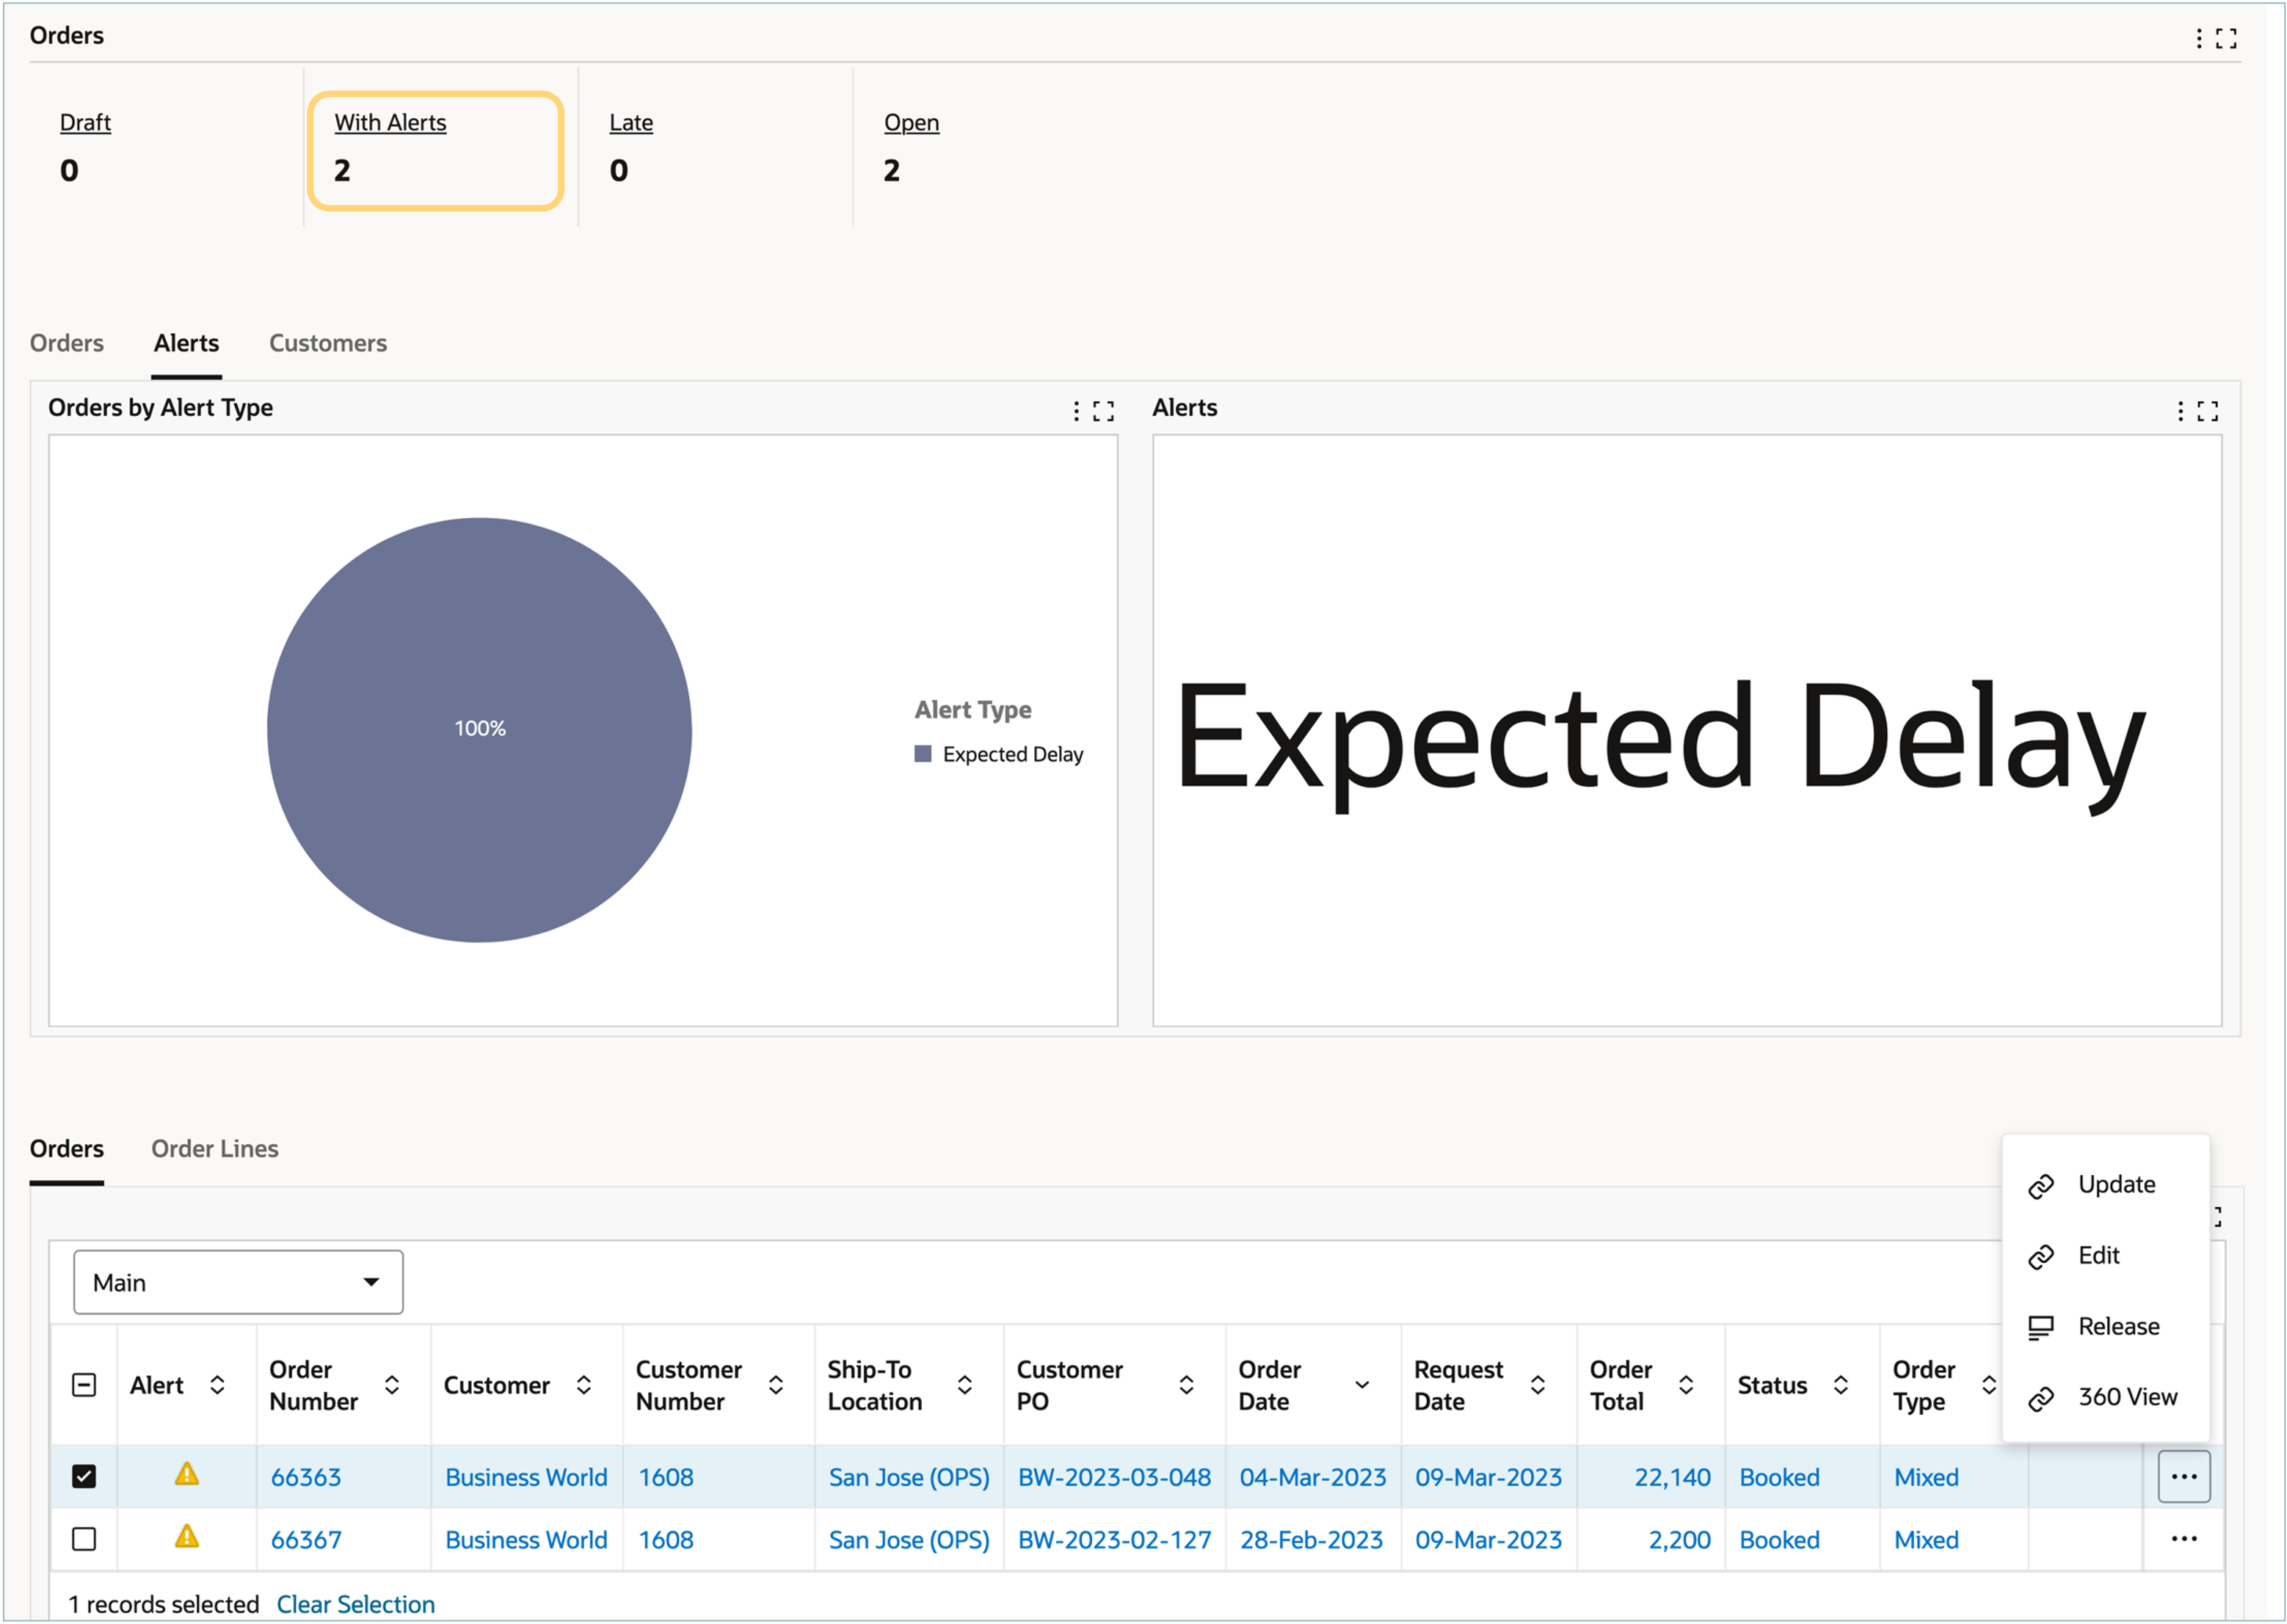 Orders
Draft
0
With Alerts
2
Late
0
Open
2
Orders Alerts Customers
Orders by Alert Type
100%
Alert Type
Expected Delay
Alerts
Expected Delay
Orders Order Lines
Update
Edit
Release
360 View
Main
Alert
Order
Number
Customer
Customer
Number
Ship-To
Location
Customer
PO
Order
Date
Request
Date
Order
Total
Status
Order
Type
66363 Business World 1608 San Jose (OPS) BW-2023-03-048 04-Mar-2023 09-Mar-2023 22,140 Booked Mixed
66367 Business World 1608 San Jose (OPS) BW-2023-02-127 28-Feb-2023 09-Mar-2023 2,200 Booked Mixed
1 records selected Clear Selection